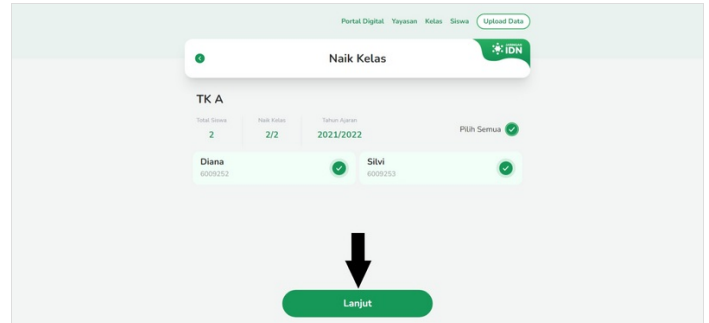 Portal Digital Yayasan Kelas Siswa Upload Data
Naik Kelas
IDN
TK A
Total Siswa Naik Kelas Tahun Ajaran
2 2/2 2021/2022
Pilih Semua
Diana
6009252
Silvi
6009253
Lanjut